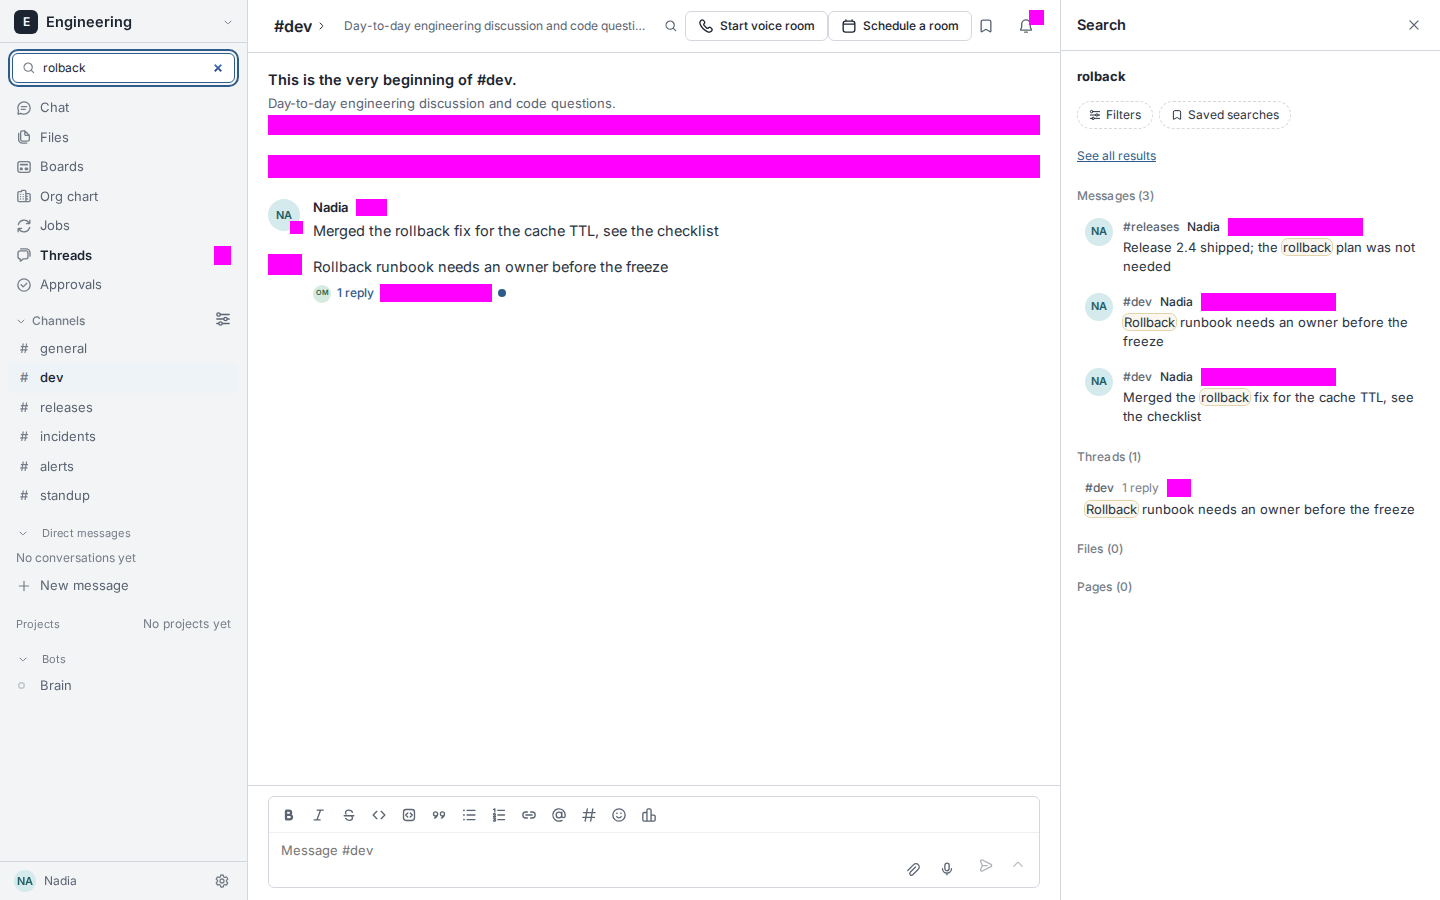 E Engineering
rolback
Chat
Files
Boards
Org chart
Jobs
Threads
Approvals
Channels
# general
# dev
# releases
# incidents
# alerts
# standup
Direct messages
No conversations yet
New message
Projects No projects yet
Bots
Brain
NA Nadia
#dev
Day-to-day engineering discussion and code questi...
Start voice room
Schedule a room
This is the very beginning of #dev.
Day-to-day engineering discussion and code questions.
NA Nadia
Merged the rollback fix for the cache TTL, see the checklist
Rollback runbook needs an owner before the freeze
OM 1 reply
Message #dev
Search
rolback
Filters
Saved searches
See all results
Messages (3)
NA #releases Nadia
Release 2.4 shipped; the rollback plan was not
needed
NA #dev Nadia
Rollback runbook needs an owner before the
freeze
NA #dev Nadia
Merged the rollback fix for the cache TTL, see
the checklist
Threads (1)
#dev 1 reply
Rollback runbook needs an owner before the freeze
Files (0)
Pages (0)